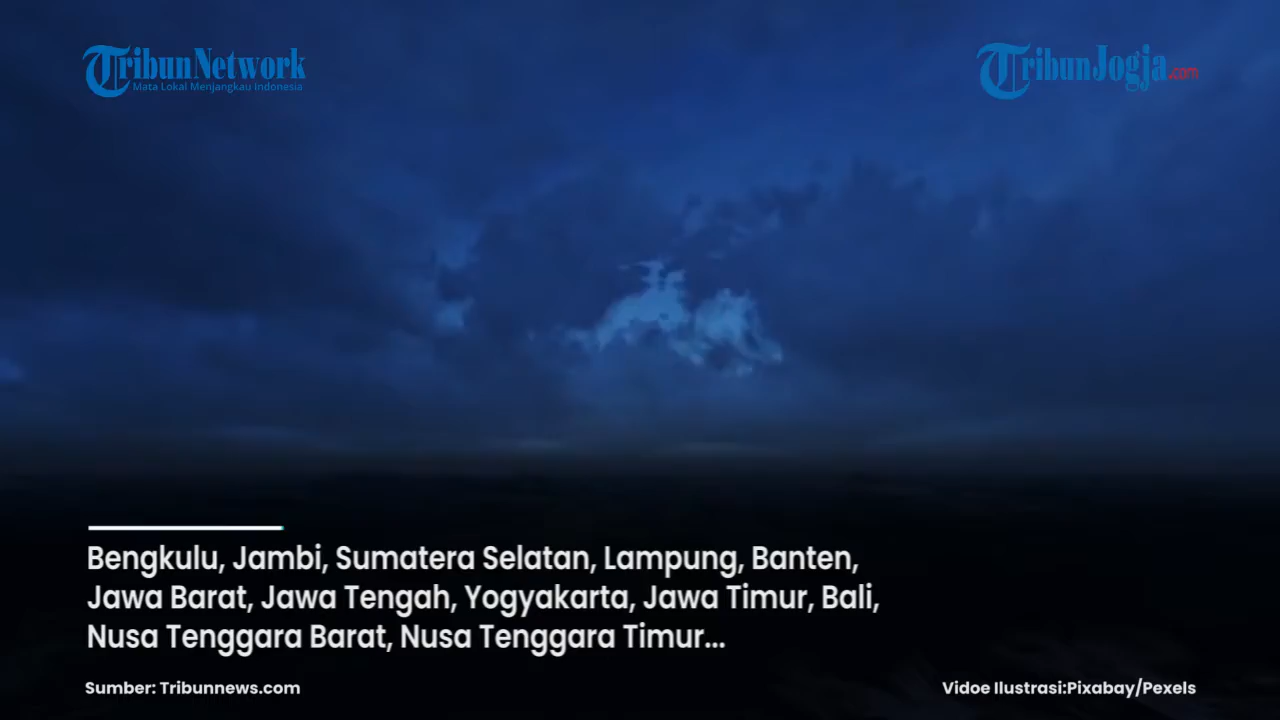 TribunNetwork
Mata Lokal Menjangkau Indonesia
TribunJogja.com
Bengkulu, Jambi, Sumatera Selatan, Lampung, Banten,
Jawa Barat, Jawa Tengah, Yogyakarta, Jawa Timur, Bali,
Nusa Tenggara Barat, Nusa Tenggara Timur...
Sumber: Tribunnews.com
Vidoe Ilustrasi:Pixabay/Pexels